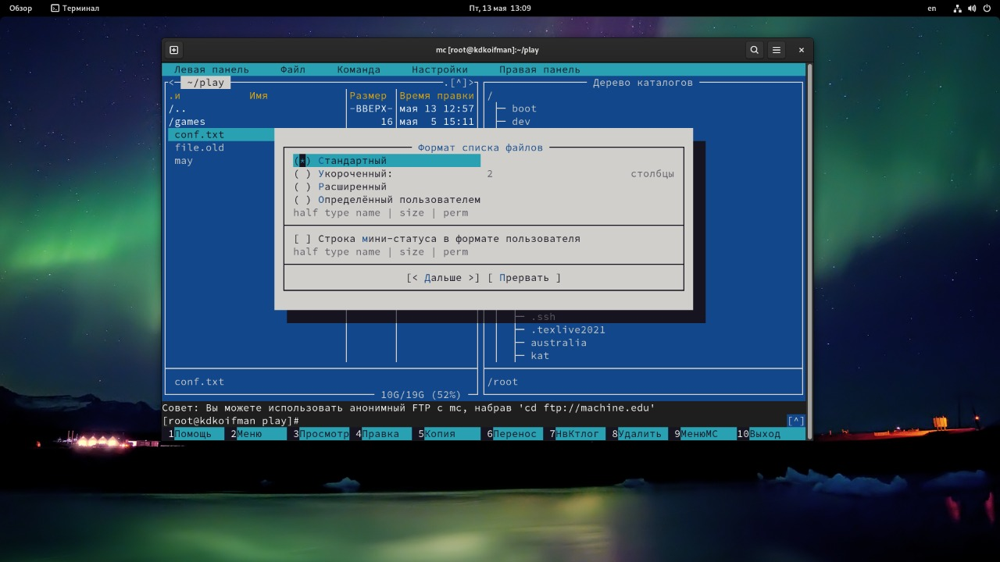 Обзор Терминал Пт, 13 мая 13:09 en
mc [root@kdkoifman]:~/play
Левая панель Файл Команда Настройки Правая панель
<─ ~/play .[^]> Дерево каталогов
.и Имя Размер Время правки /
/.. -ВВЕРХ- мая 13 12:57 boot
/games 16 мая 5 15:11 dev
conf.txt
file.old
may
Формат списка файлов
(*) Стандартный
( ) Укороченный: 2 столбцы
( ) Расширенный
( ) Определённый пользователем
half type name | size | perm
[ ] Строка мини-статуса в формате пользователя
half type name | size | perm
[< Дальше >] [ Прервать ]
.ssh
.texlive2021
australia
kat
conf.txt /root
10G/19G (52%)
Совет: Вы можете использовать анонимный FTP с mc, набрав 'cd ftp://machine.edu'
[root@kdkoifman play]# [^]
1Помощь 2Меню 3Просмотр 4Правка 5Копия 6Перенос 7НвКтлог 8Удалить 9МенюMC 10Выход